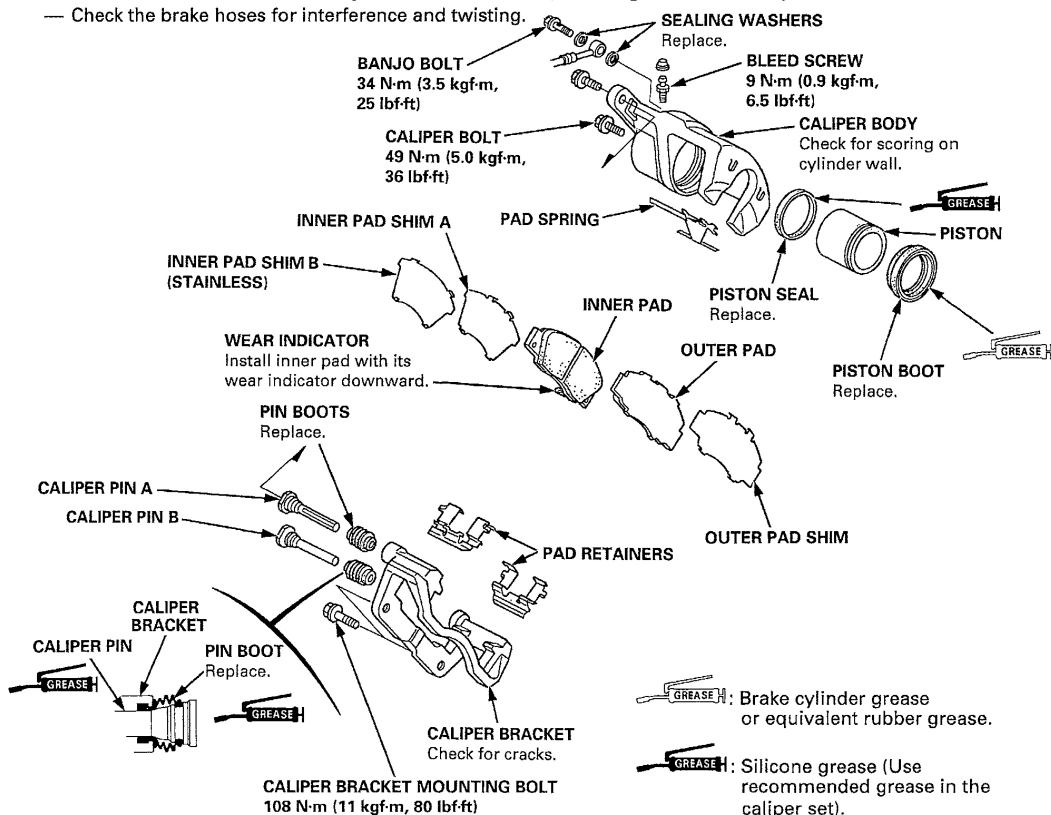 — Check the brake hoses for interference and twisting.
SEALING WASHERS
Replace.
BANJO BOLT
34 N·m (3.5 kgf·m,
25 lbf·ft)
BLEED SCREW
9 N·m (0.9 kgf·m,
6.5 lbf·ft)
CALIPER BOLT
49 N·m (5.0 kgf·m,
36 lbf·ft)
CALIPER BODY
Check for scoring on
cylinder wall.
GREASE
PAD SPRING
PISTON
INNER PAD SHIM A
INNER PAD SHIM B
(STAINLESS)
PISTON SEAL
Replace.
INNER PAD
GREASE
WEAR INDICATOR
Install inner pad with its
wear indicator downward.
OUTER PAD
PISTON BOOT
Replace.
PIN BOOTS
Replace.
CALIPER PIN A
CALIPER PIN B
OUTER PAD SHIM
PAD RETAINERS
CALIPER
BRACKET
CALIPER PIN
PIN BOOT
Replace.
GREASE
GREASE
GREASE : Brake cylinder grease
or equivalent rubber grease.
CALIPER BRACKET
Check for cracks.
GREASE : Silicone grease (Use
recommended grease in the
caliper set).
CALIPER BRACKET MOUNTING BOLT
108 N·m (11 kgf·m, 80 lbf·ft)